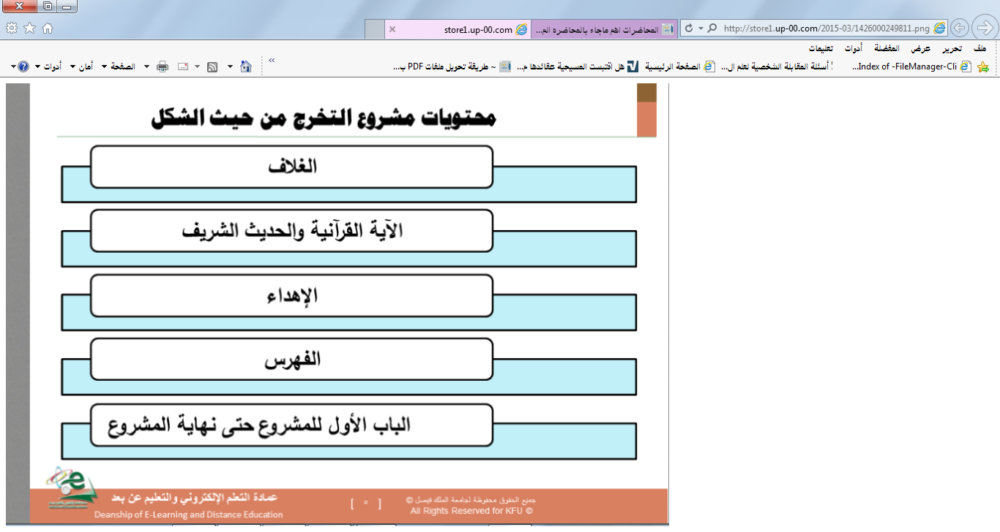 http://store1.up-00.com/2015-03/1426000249811.png
المحاضرات اهم ماجاء بالمحاضره الم...
store1.up-00.com
ملف تحرير عرض المفضلة أدوات تعليمات
Index of -FileManager-Cli...
أسئلة المقابلة الشخصية لعلم ال...
الصفحة الرئيسية
هل اقتبست المسيحية عقائدها م...
~ طريقة تحويل ملفات PDF ب...
الصفحة
أمان
أدوات
محتويات مشروع التخرج من حيث الشكل
الغلاف
الآية القرآنية والحديث الشريف
الإهداء
الفهرس
الباب الأول للمشروع حتى نهاية المشروع
عمادة التعلم الإلكتروني والتعليم عن بعد
Deanship of E-Learning and Distance Education
[ ٥ ]
جميع الحقوق محفوظة لجامعة الملك فيصل ©
All Rights Reserved for KFU ©